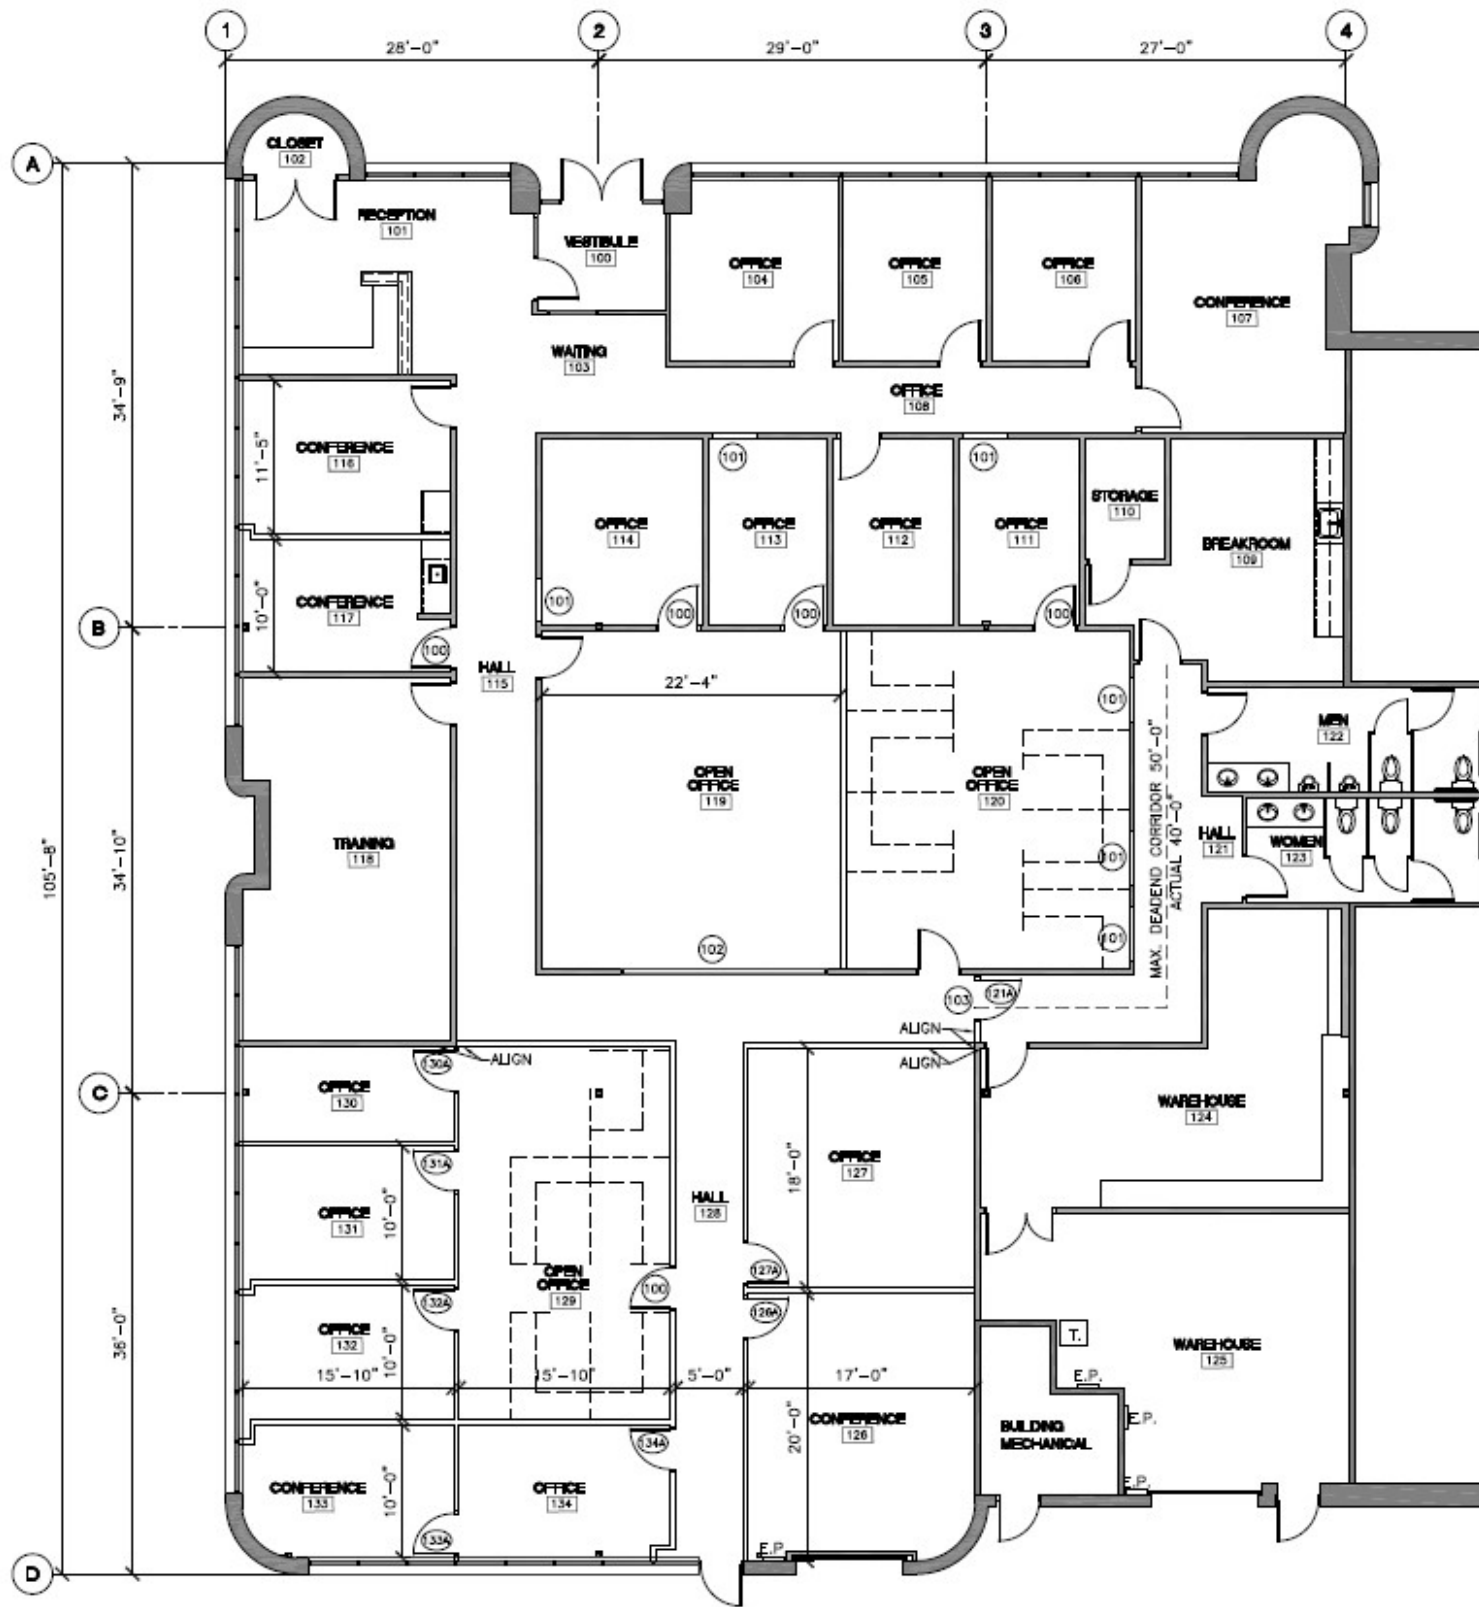 1
2
3
4
28'-0"
29'-0"
27'-0"
A
CLOSET
102
RECEPTION
101
VESTIBULE
100
OFFICE
104
OFFICE
105
OFFICE
106
CONFERENCE
107
WAITING
103
OFFICE
108
34'-9"
11'-5"
CONFERENCE
116
101
101
OFFICE
114
OFFICE
113
OFFICE
112
OFFICE
111
STORAGE
110
BREAKROOM
109
10'-0"
CONFERENCE
117
101
100
100
100
B
100
HALL
115
22'-4"
101
MEN
122
105'-8"
34'-10"
TRAINING
118
OPEN
OFFICE
119
OPEN
OFFICE
120
MAX. DEADEND CORRIDOR 50'-0"
ACTUAL 40'-0"
HALL
121
WOMEN
123
101
101
102
103
121A
ALIGN
ALIGN
ALIGN
C
OFFICE
130
130A
WAREHOUSE
124
OFFICE
131
131A
10'-0"
OFFICE
127
18'-0"
HALL
128
OPEN
OFFICE
129
100
127A
126A
OFFICE
132
132A
10'-0"
36'-0"
T.
WAREHOUSE
125
15'-10"
15'-10"
5'-0"
17'-0"
E.P.
CONFERENCE
126
20'-0"
E.P.
BUILDING
MECHANICAL
134A
CONFERENCE
133
10'-0"
OFFICE
134
E.P.
133A
E.P
D